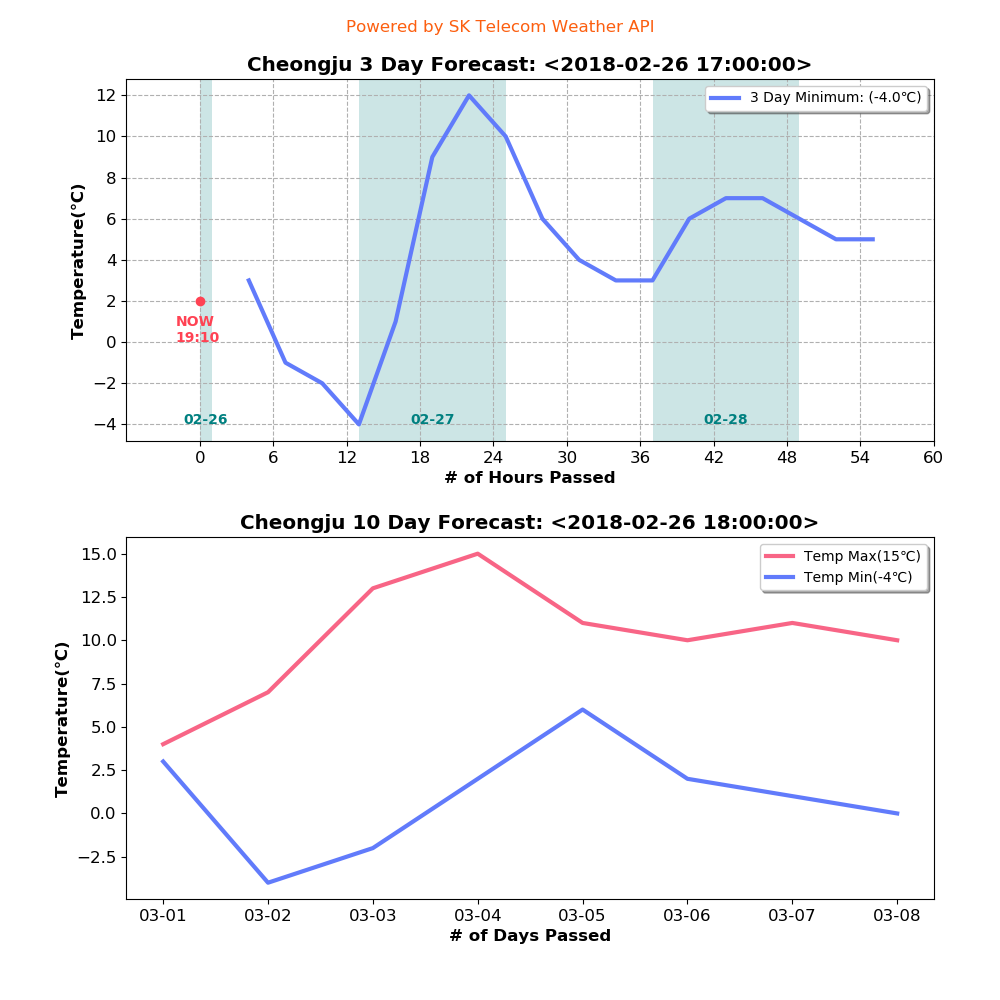 Powered by SK Telecom Weather API
Cheongju 3 Day Forecast: <2018-02-26 17:00:00>
3 Day Minimum: (-4.0℃)
Temperature(℃)
12
10
8
6
4
2
0
−2
−4
NOW
19:10
02-26
02-27
02-28
0 6 12 18 24 30 36 42 48 54 60
# of Hours Passed
Cheongju 10 Day Forecast: <2018-02-26 18:00:00>
Temp Max(15℃)
Temp Min(-4℃)
Temperature(℃)
15.0
12.5
10.0
7.5
5.0
2.5
0.0
−2.5
03-01 03-02 03-03 03-04 03-05 03-06 03-07 03-08
# of Days Passed